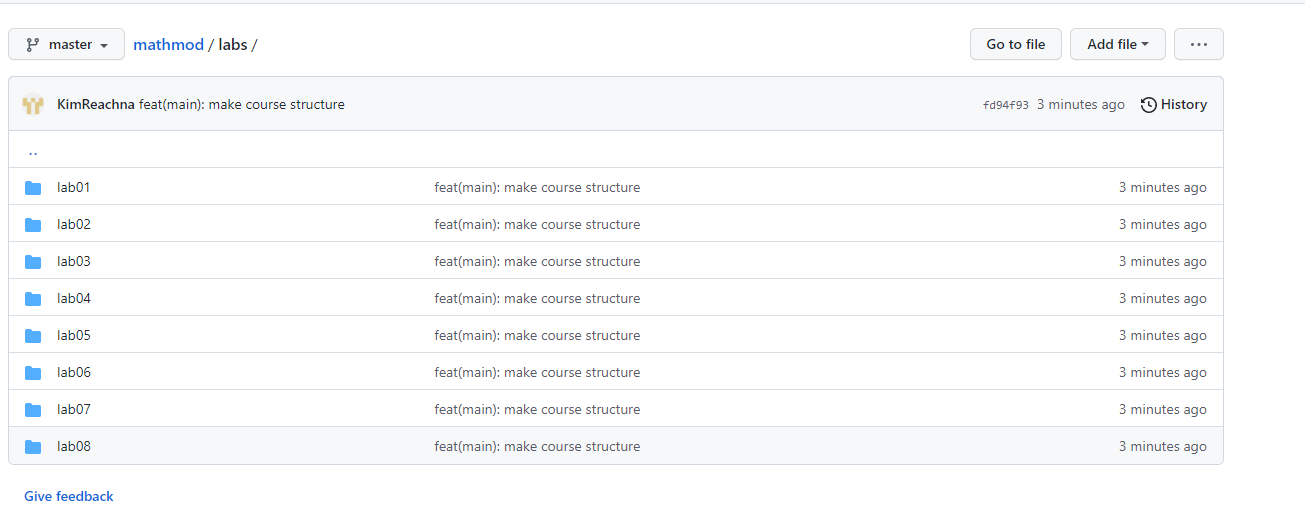 master mathmod / labs / Go to file Add file ...
KimReachna feat(main): make course structure fd94f93 3 minutes ago History
..
lab01 feat(main): make course structure 3 minutes ago
lab02 feat(main): make course structure 3 minutes ago
lab03 feat(main): make course structure 3 minutes ago
lab04 feat(main): make course structure 3 minutes ago
lab05 feat(main): make course structure 3 minutes ago
lab06 feat(main): make course structure 3 minutes ago
lab07 feat(main): make course structure 3 minutes ago
lab08 feat(main): make course structure 3 minutes ago
Give feedback